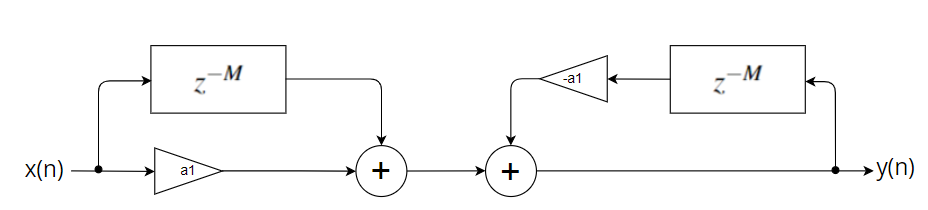 z^{-M}
-a1
z^{-M}
x(n)
a1
+
+
y(n)